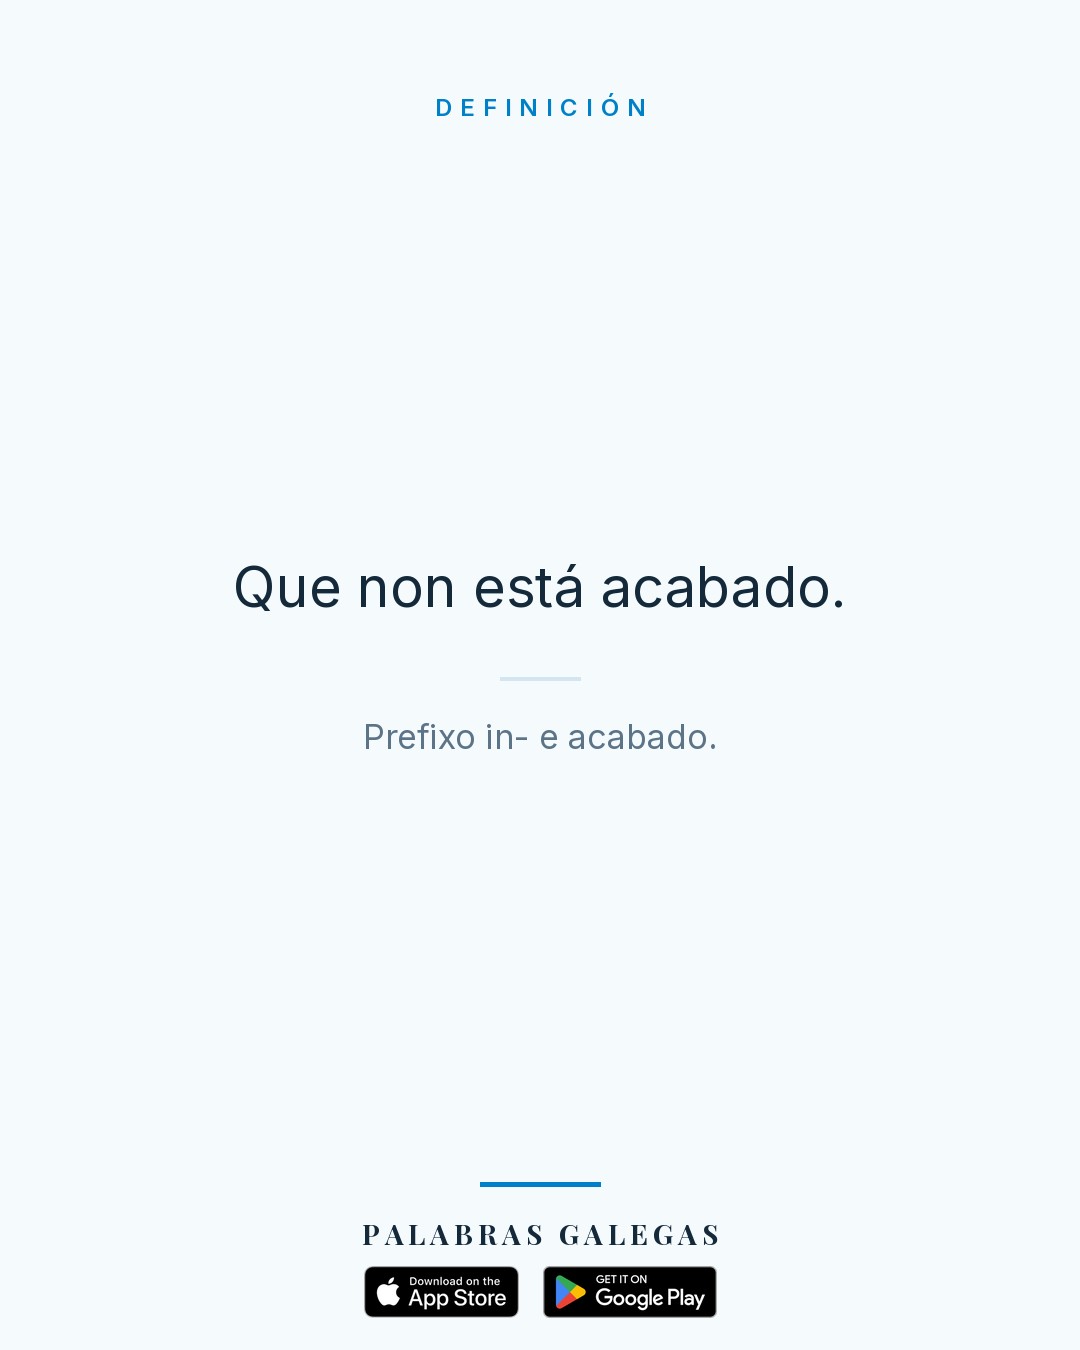 DEFINICIÓN
Que non está acabado.
Prefixo in- e acabado.
PALABRAS GALEGAS
Download on the
App Store
GET IT ON
Google Play